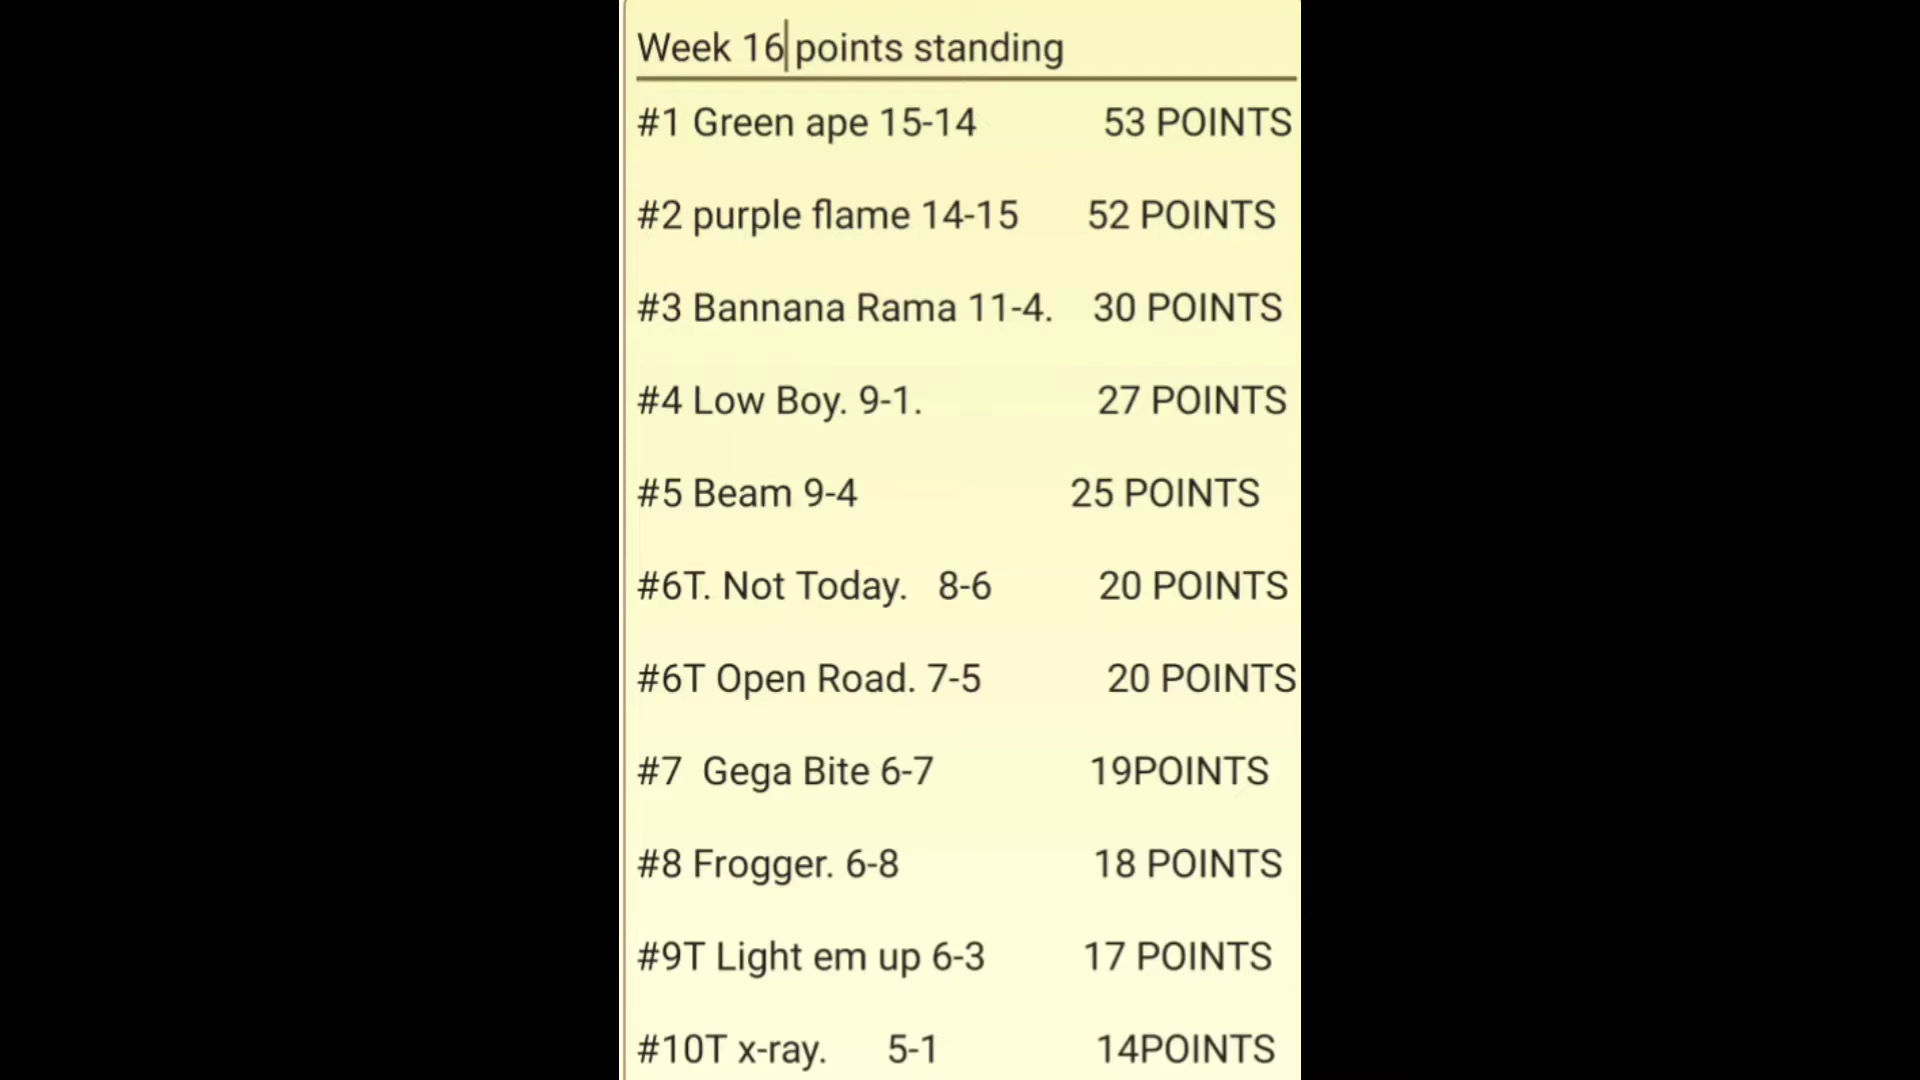 Week 16 points standing
#1 Green ape 15-14 53 POINTS
#2 purple flame 14-15 52 POINTS
#3 Bannana Rama 11-4. 30 POINTS
#4 Low Boy. 9-1. 27 POINTS
#5 Beam 9-4 25 POINTS
#6T. Not Today. 8-6 20 POINTS
#6T Open Road. 7-5 20 POINTS
#7 Gega Bite 6-7 19POINTS
#8 Frogger. 6-8 18 POINTS
#9T Light em up 6-3 17 POINTS
#10T x-ray. 5-1 14POINTS